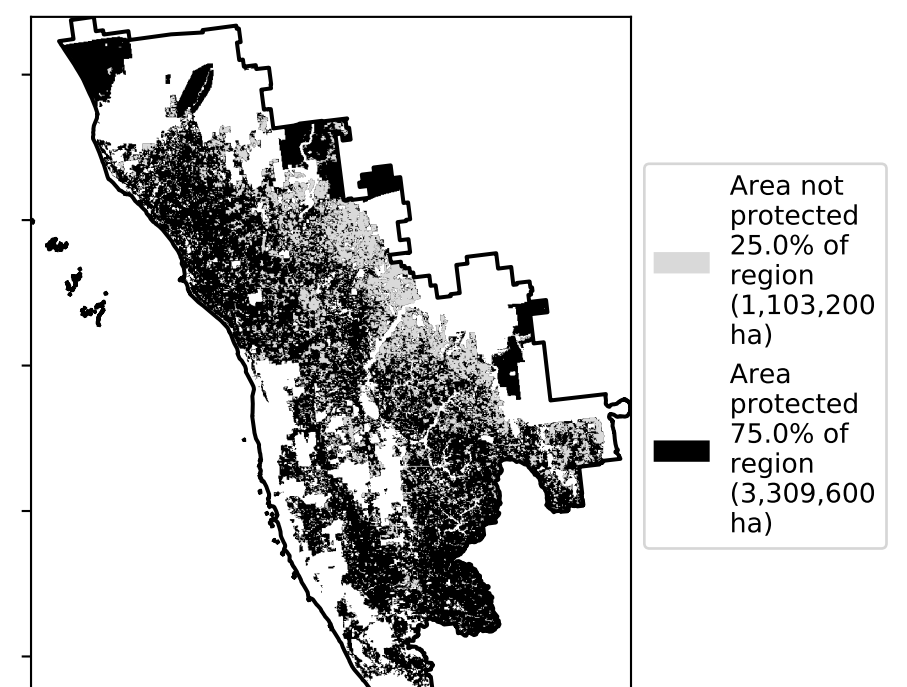 Area not
protected
25.0% of
region
(1,103,200
ha)
Area
protected
75.0% of
region
(3,309,600
ha)